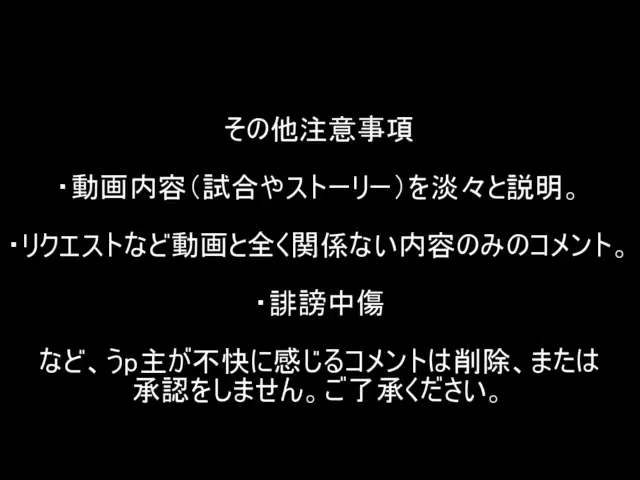 その他注意事項
・動画内容（試合やストーリー）を淡々と説明。
・リクエストなど動画と全く関係ない内容のみのコメント。
・誹謗中傷
など、うp主が不快に感じるコメントは削除、または
承認をしません。ご了承ください。